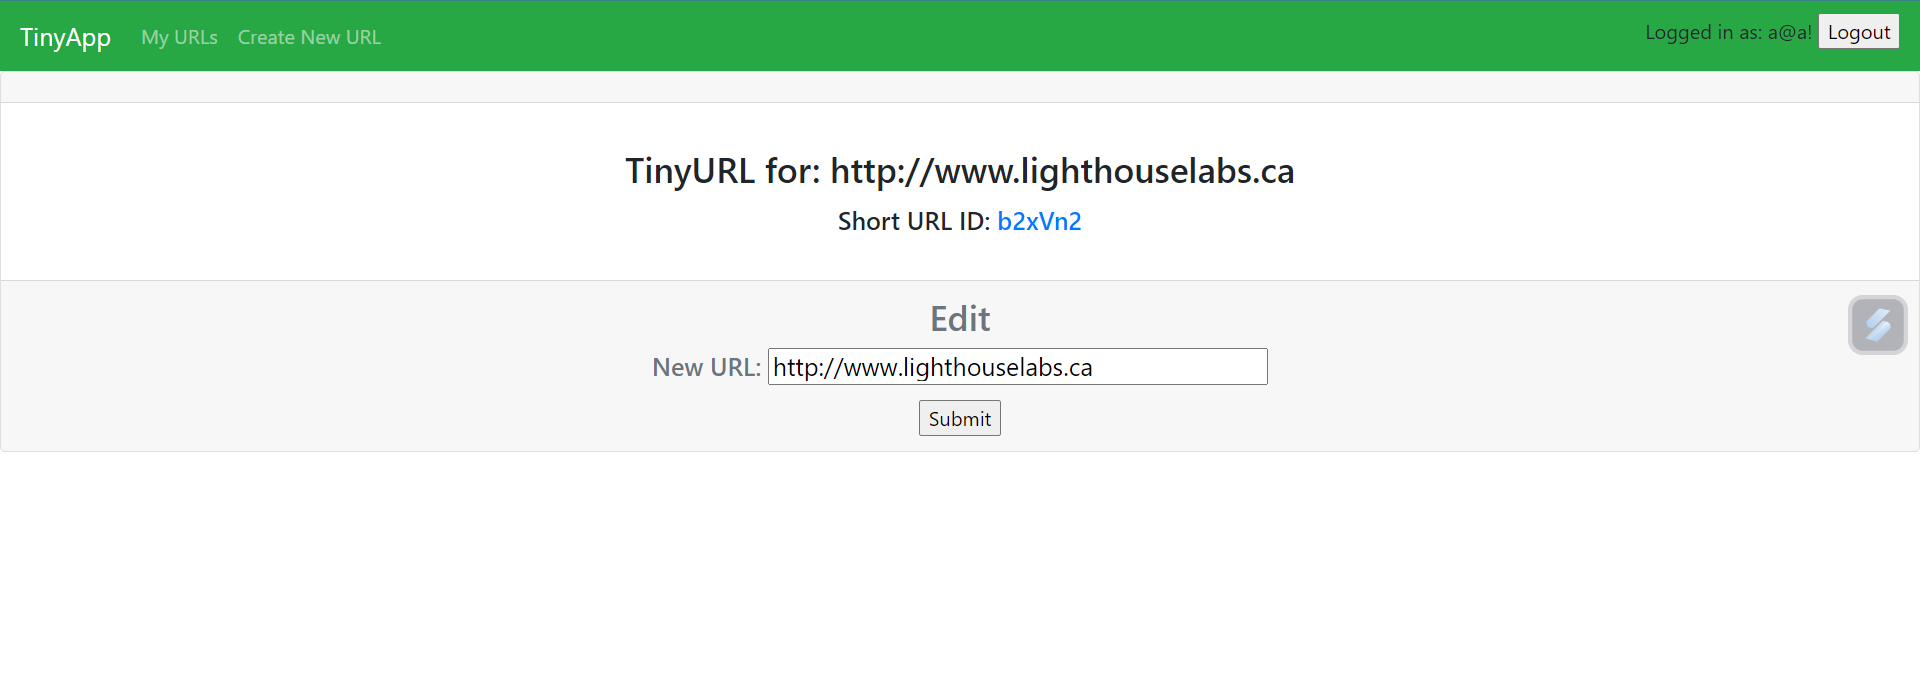 TinyApp My URLs Create New URL Logged in as: a@a! Logout
TinyURL for: http://www.lighthouselabs.ca
Short URL ID: b2xVn2
Edit
New URL: http://www.lighthouselabs.ca
Submit